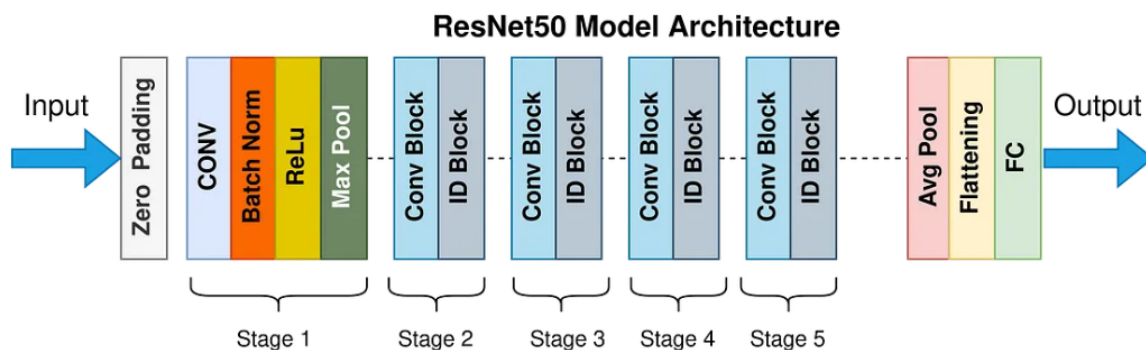 ResNet50 Model Architecture
Input
Zero Padding
CONV
Batch Norm
ReLu
Max Pool
Conv Block
ID Block
Conv Block
ID Block
Conv Block
ID Block
Conv Block
ID Block
Avg Pool
Flattening
FC
Output
Stage 1
Stage 2
Stage 3
Stage 4
Stage 5